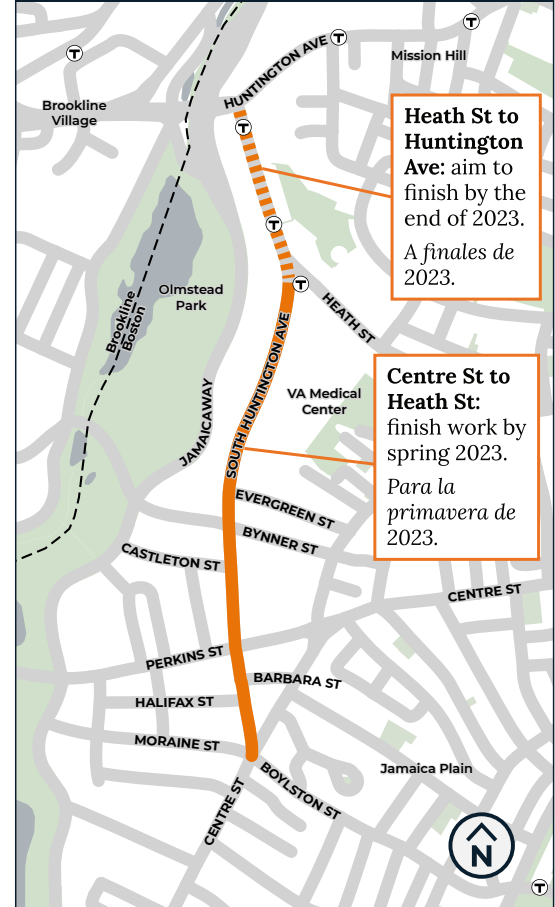 T
T
HUNTINGTON AVE
Mission Hill
Brookline
Village
T
Heath St to
Huntington
Ave: aim to
finish by the
end of 2023.
A finales de
2023.
T
Olmstead
Park
T
Brookline
Boston
HEATH ST
SOUTH HUNTINGTON AVE
JAMAICAWAY
VA Medical
Center
Centre St to
Heath St:
finish work by
spring 2023.
Para la
primavera de
2023.
EVERGREEN ST
BYNNER ST
CASTLETON ST
CENTRE ST
PERKINS ST
BARBARA ST
HALIFAX ST
MORAINE ST
Jamaica Plain
BOYLSTON ST
CENTRE ST
N
T